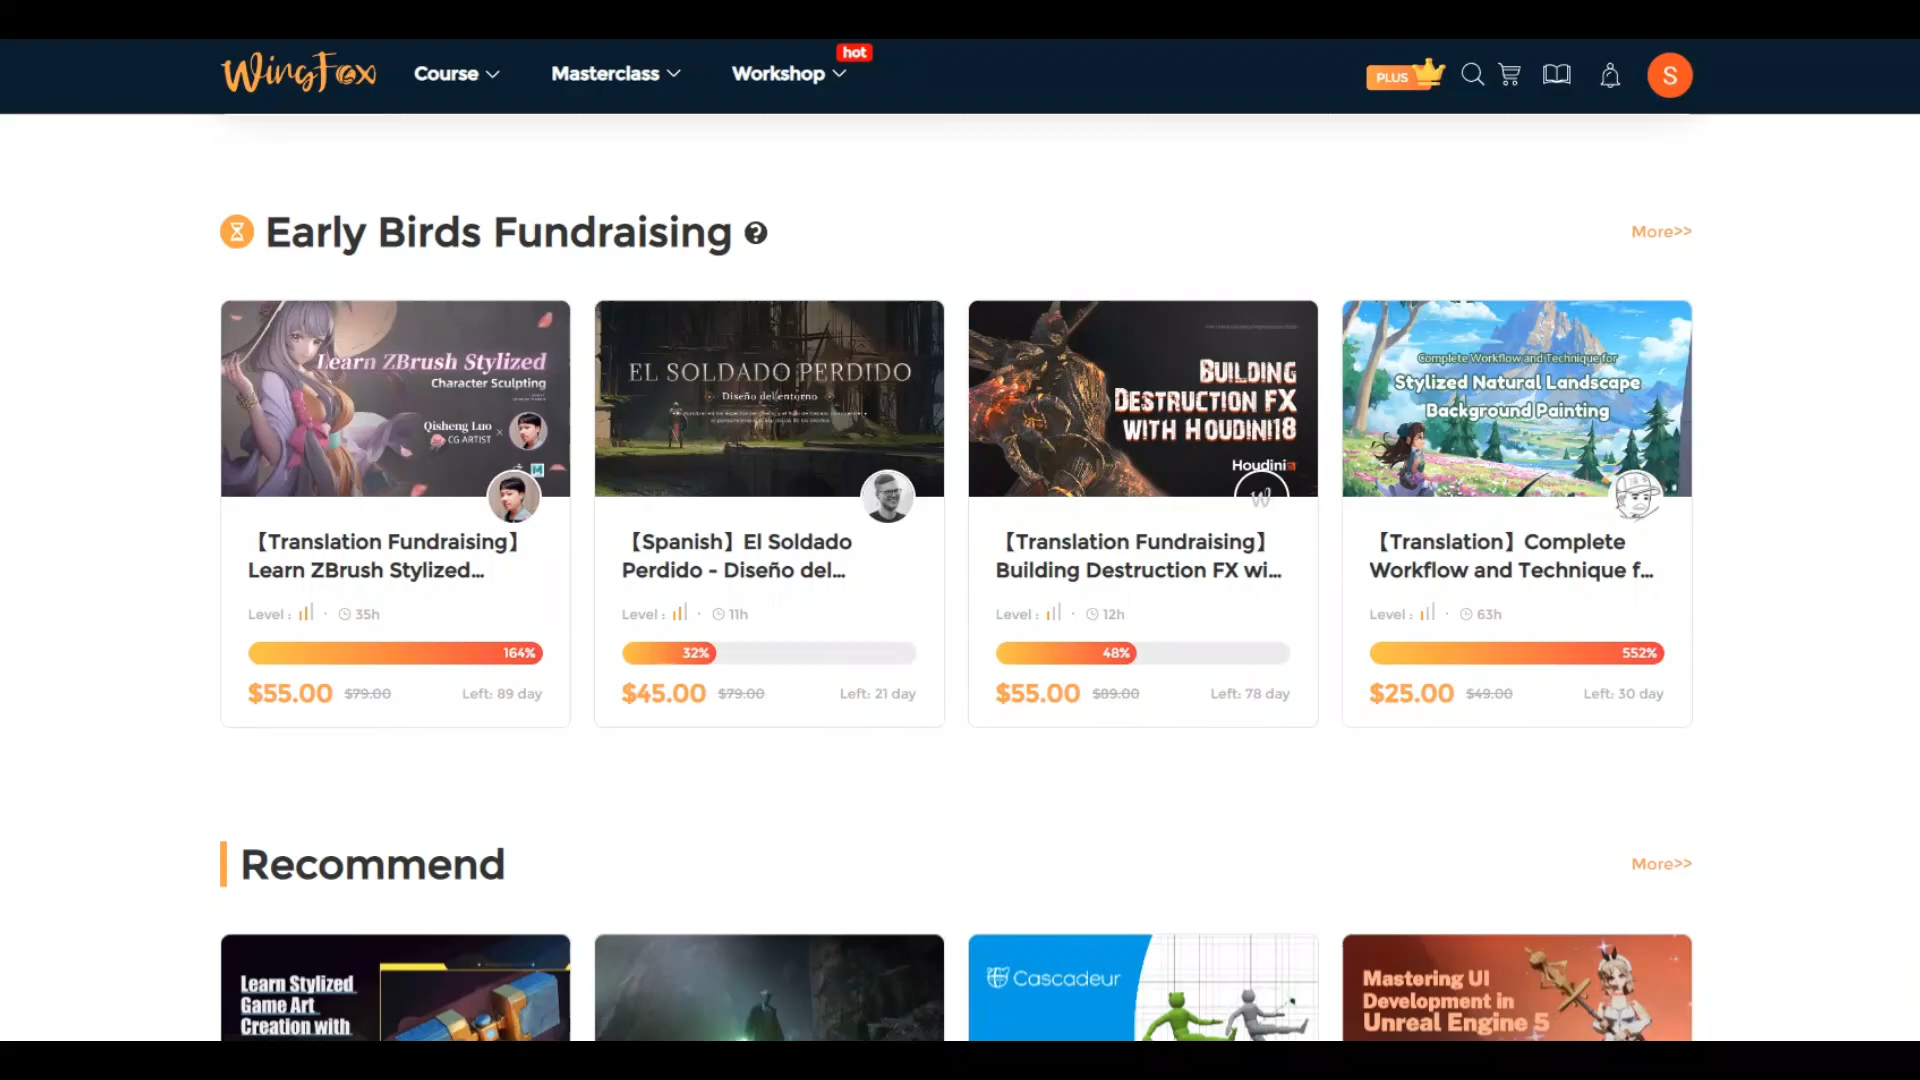 WingFox
Course
Masterclass
Workshop
hot
PLUS
S
Early Birds Fundraising ?
More>>
Learn ZBrush Stylized
Character Sculpting
Qisheng Luo
CG ARTIST
×
【Translation Fundraising】
Learn ZBrush Stylized...
Level :
· 35h
164%
$55.00 $79.00 Left: 89 day
EL SOLDADO PERDIDO
Diseño del entorno
【Spanish】El Soldado
Perdido - Diseño del...
Level :
· 11h
32%
$45.00 $79.00 Left: 21 day
BUILDING
DESTRUCTION FX
WITH HOUDINI18
Houdini
W
【Translation Fundraising】
Building Destruction FX wi...
Level :
· 12h
48%
$55.00 $89.00 Left: 78 day
Complete Workflow and Technique for
Stylized Natural Landscape
Background Painting
【Translation】Complete
Workflow and Technique f...
Level :
· 63h
552%
$25.00 $49.00 Left: 30 day
Recommend
More>>
Learn Stylized
Game Art
Creation with
Cascadeur
Mastering UI
Development in
Unreal Engine 5